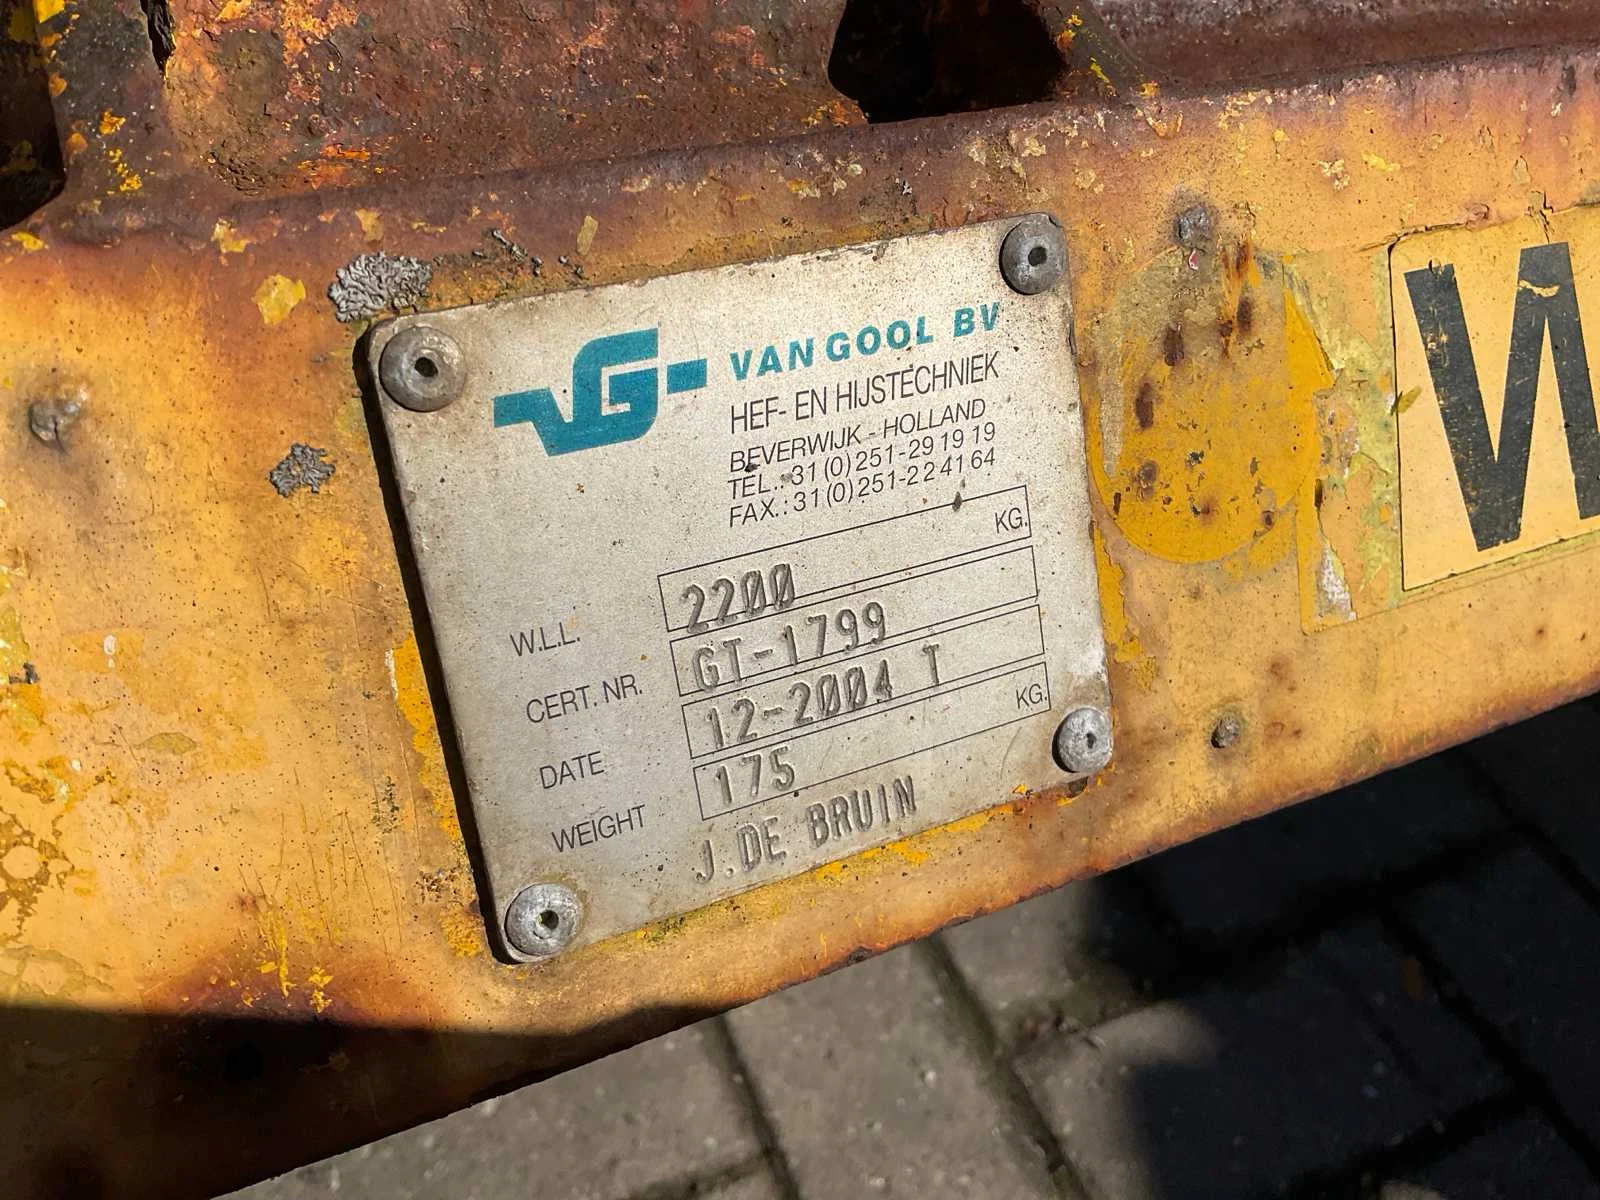 VG
VAN GOOL BV
HEF- EN HIJSTECHNIEK
BEVERWIJK - HOLLAND
TEL.: 31 (0) 251-29 19 19
FAX.: 31 (0) 251-22 41 64
W.L.L. 2200 KG.
CERT. NR. GT-1799
DATE 12-2004 T
WEIGHT 175 KG.
J. DE BRUIN